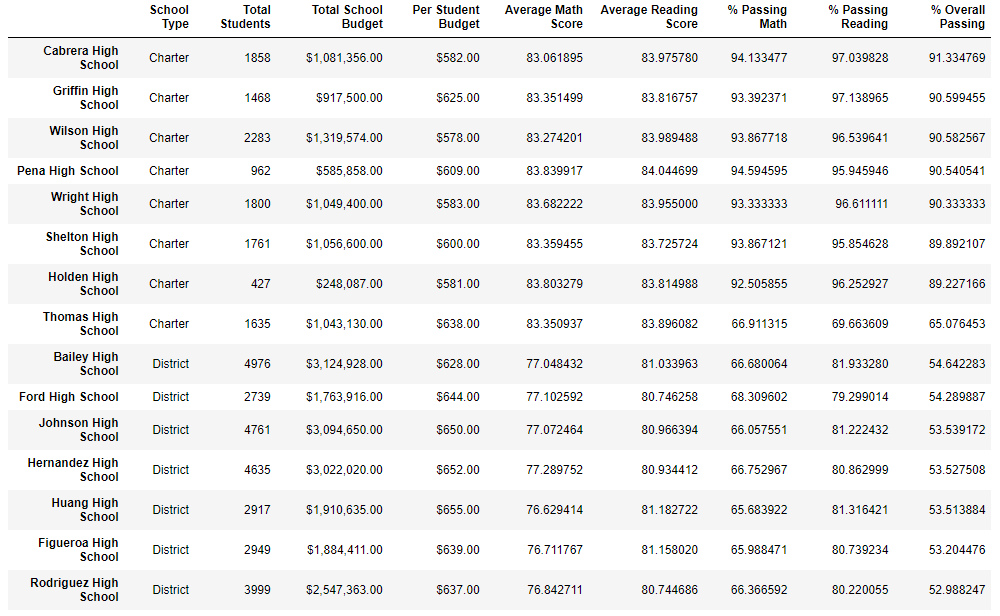 School Type Total Students Total School Budget Per Student Budget Average Math Score Average Reading Score % Passing Math % Passing Reading % Overall Passing
Cabrera High School Charter 1858 $1,081,356.00 $582.00 83.061895 83.975780 94.133477 97.039828 91.334769
Griffin High School Charter 1468 $917,500.00 $625.00 83.351499 83.816757 93.392371 97.138965 90.599455
Wilson High School Charter 2283 $1,319,574.00 $578.00 83.274201 83.989488 93.867718 96.539641 90.582567
Pena High School Charter 962 $585,858.00 $609.00 83.839917 84.044699 94.594595 95.945946 90.540541
Wright High School Charter 1800 $1,049,400.00 $583.00 83.682222 83.955000 93.333333 96.611111 90.333333
Shelton High School Charter 1761 $1,056,600.00 $600.00 83.359455 83.725724 93.867121 95.854628 89.892107
Holden High School Charter 427 $248,087.00 $581.00 83.803279 83.814988 92.505855 96.252927 89.227166
Thomas High School Charter 1635 $1,043,130.00 $638.00 83.350937 83.896082 66.911315 69.663609 65.076453
Bailey High School District 4976 $3,124,928.00 $628.00 77.048432 81.033963 66.680064 81.933280 54.642283
Ford High School District 2739 $1,763,916.00 $644.00 77.102592 80.746258 68.309602 79.299014 54.289887
Johnson High School District 4761 $3,094,650.00 $650.00 77.072464 80.966394 66.057551 81.222432 53.539172
Hernandez High School District 4635 $3,022,020.00 $652.00 77.289752 80.934412 66.752967 80.862999 53.527508
Huang High School District 2917 $1,910,635.00 $655.00 76.629414 81.182722 65.683922 81.316421 53.513884
Figueroa High School District 2949 $1,884,411.00 $639.00 76.711767 81.158020 65.988471 80.739234 53.204476
Rodriguez High School District 3999 $2,547,363.00 $637.00 76.842711 80.744686 66.366592 80.220055 52.988247